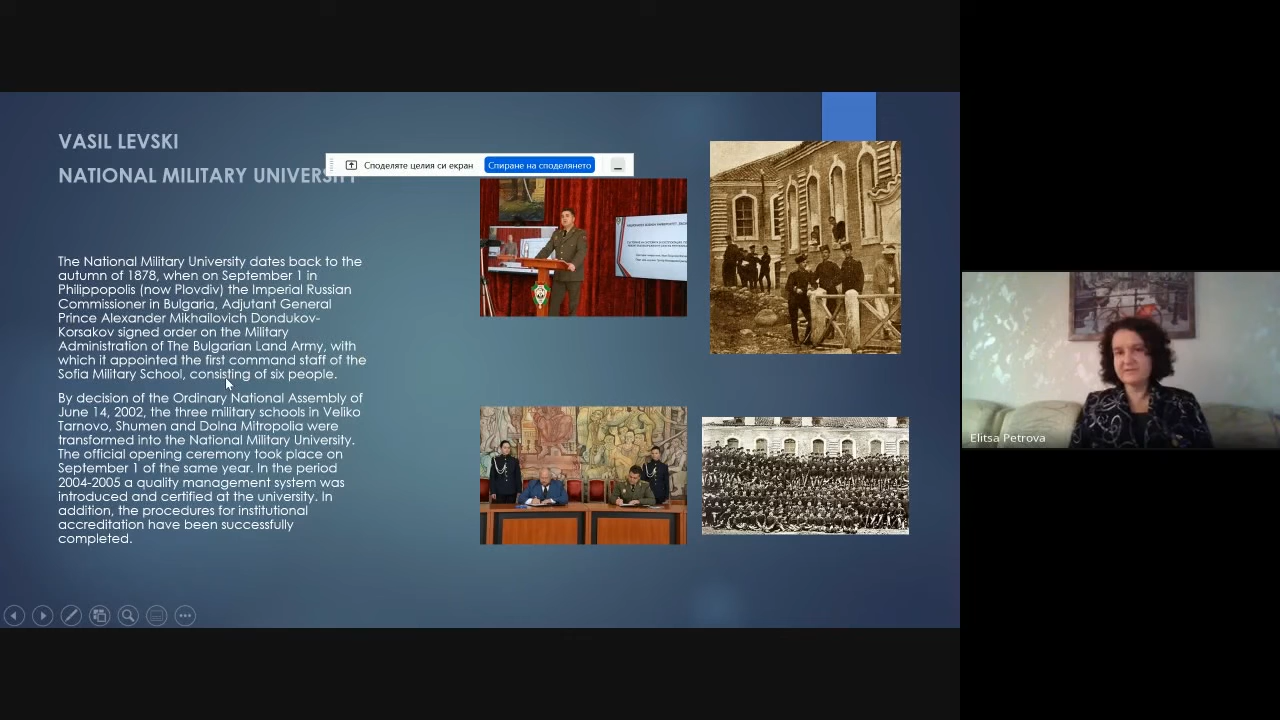 VASIL LEVSKI
NATIONAL MILITARY UNIVERSITY
Споделяте целия си екран
Спиране на споделянето
The National Military University dates back to the
autumn of 1878, when on September 1 in
Philippopolis (now Plovdiv) the Imperial Russian
Commissioner in Bulgaria, Adjutant General
Prince Alexander Mikhailovich Dondukov-
Korsakov signed order on the Military
Administration of The Bulgarian Land Army, with
which it appointed the first command staff of the
Sofia Military School, consisting of six people.
By decision of the Ordinary National Assembly of
June 14, 2002, the three military schools in Veliko
Tarnovo, Shumen and Dolna Mitropolia were
transformed into the National Military University.
The official opening ceremony took place on
September 1 of the same year. In the period
2004-2005 a quality management system was
introduced and certified at the university. In
addition, the procedures for institutional
accreditation have been successfully
completed.
Elitsa Petrova